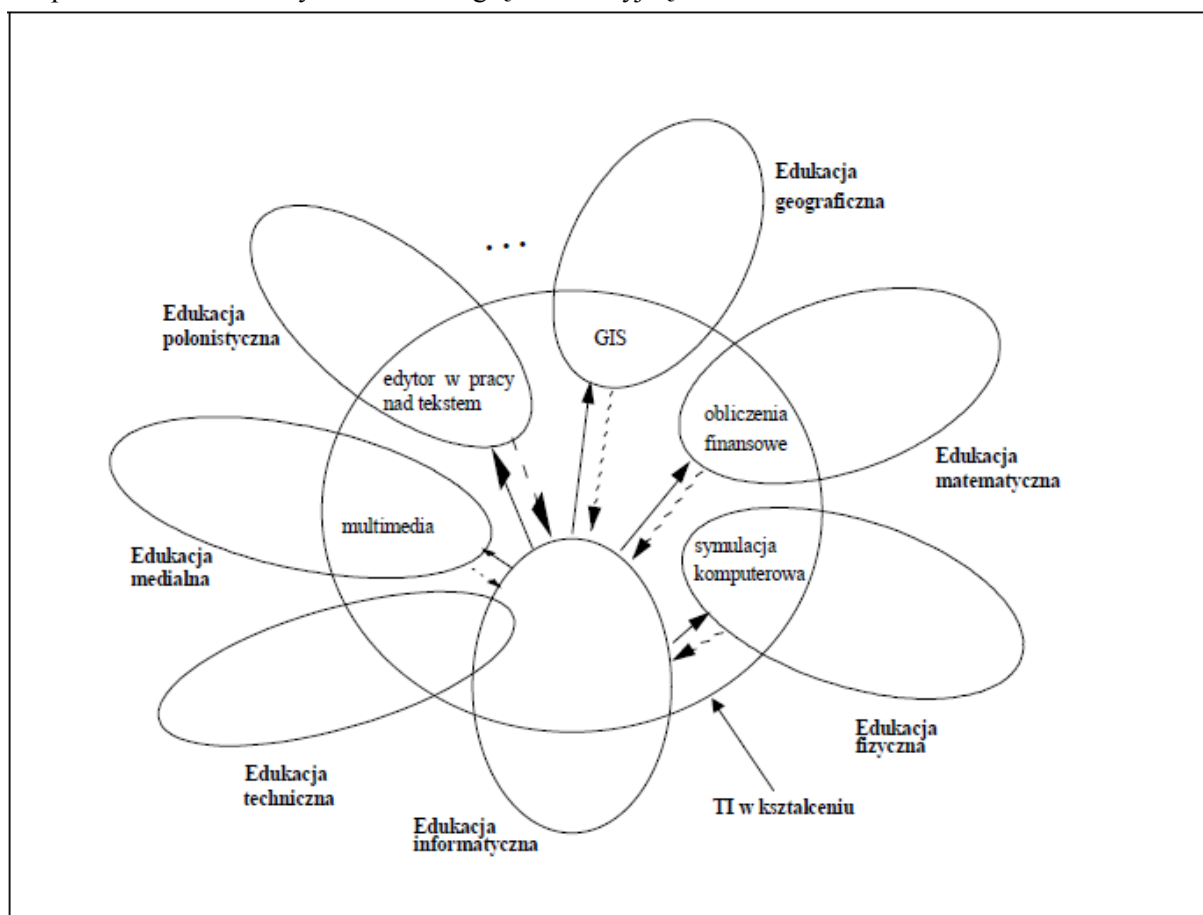 Edukacja
geograficzna
. . .
Edukacja
polonistyczna
GIS
edytor w pracy
nad tekstem
obliczenia
finansowe
Edukacja
matematyczna
multimedia
symulacja
komputerowa
Edukacja
medialna
Edukacja
fizyczna
Edukacja
techniczna
TI w kształceniu
Edukacja
informatyczna